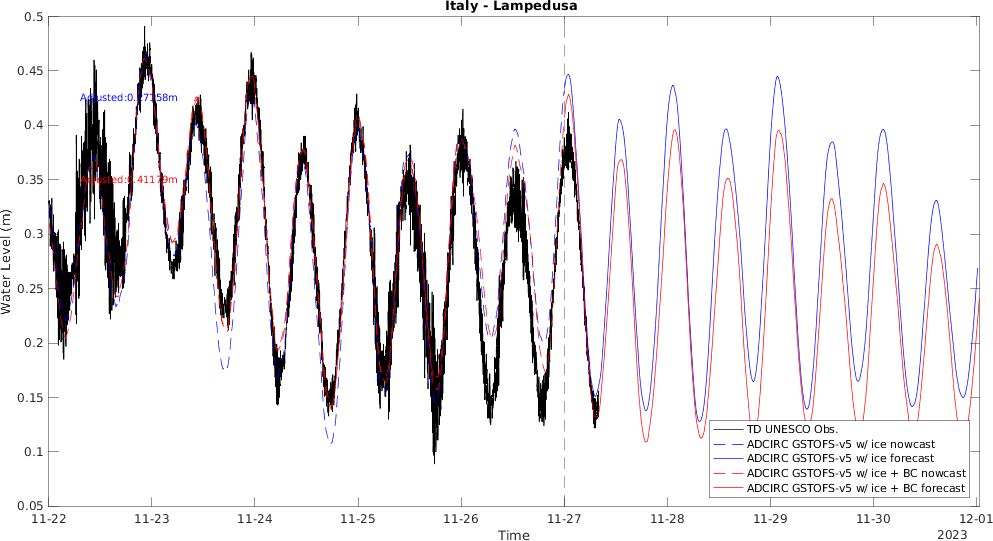 Italy - Lampedusa
0.5
0.45
0.4
0.35
0.3
0.25
0.2
0.15
0.1
0.05
Water Level (m)
Adjusted:0.41179m
TD UNESCO Obs.
ADCIRC GSTOFS-v5 w/ ice nowcast
ADCIRC GSTOFS-v5 w/ ice forecast
ADCIRC GSTOFS-v5 w/ ice + BC nowcast
ADCIRC GSTOFS-v5 w/ ice + BC forecast
11-22 11-23 11-24 11-25 11-26 11-27 11-28 11-29 11-30 12-01
Time
2023